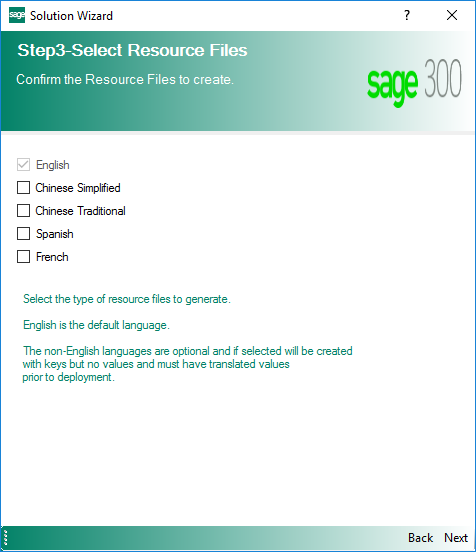 sage Solution Wizard ?
Step3-Select Resource Files
Confirm the Resource Files to create.
sage 300
English
Chinese Simplified
Chinese Traditional
Spanish
French
Select the type of resource files to generate.
English is the default language.
The non-English languages are optional and if selected will be created
with keys but no values and must have translated values
prior to deployment.
Back Next